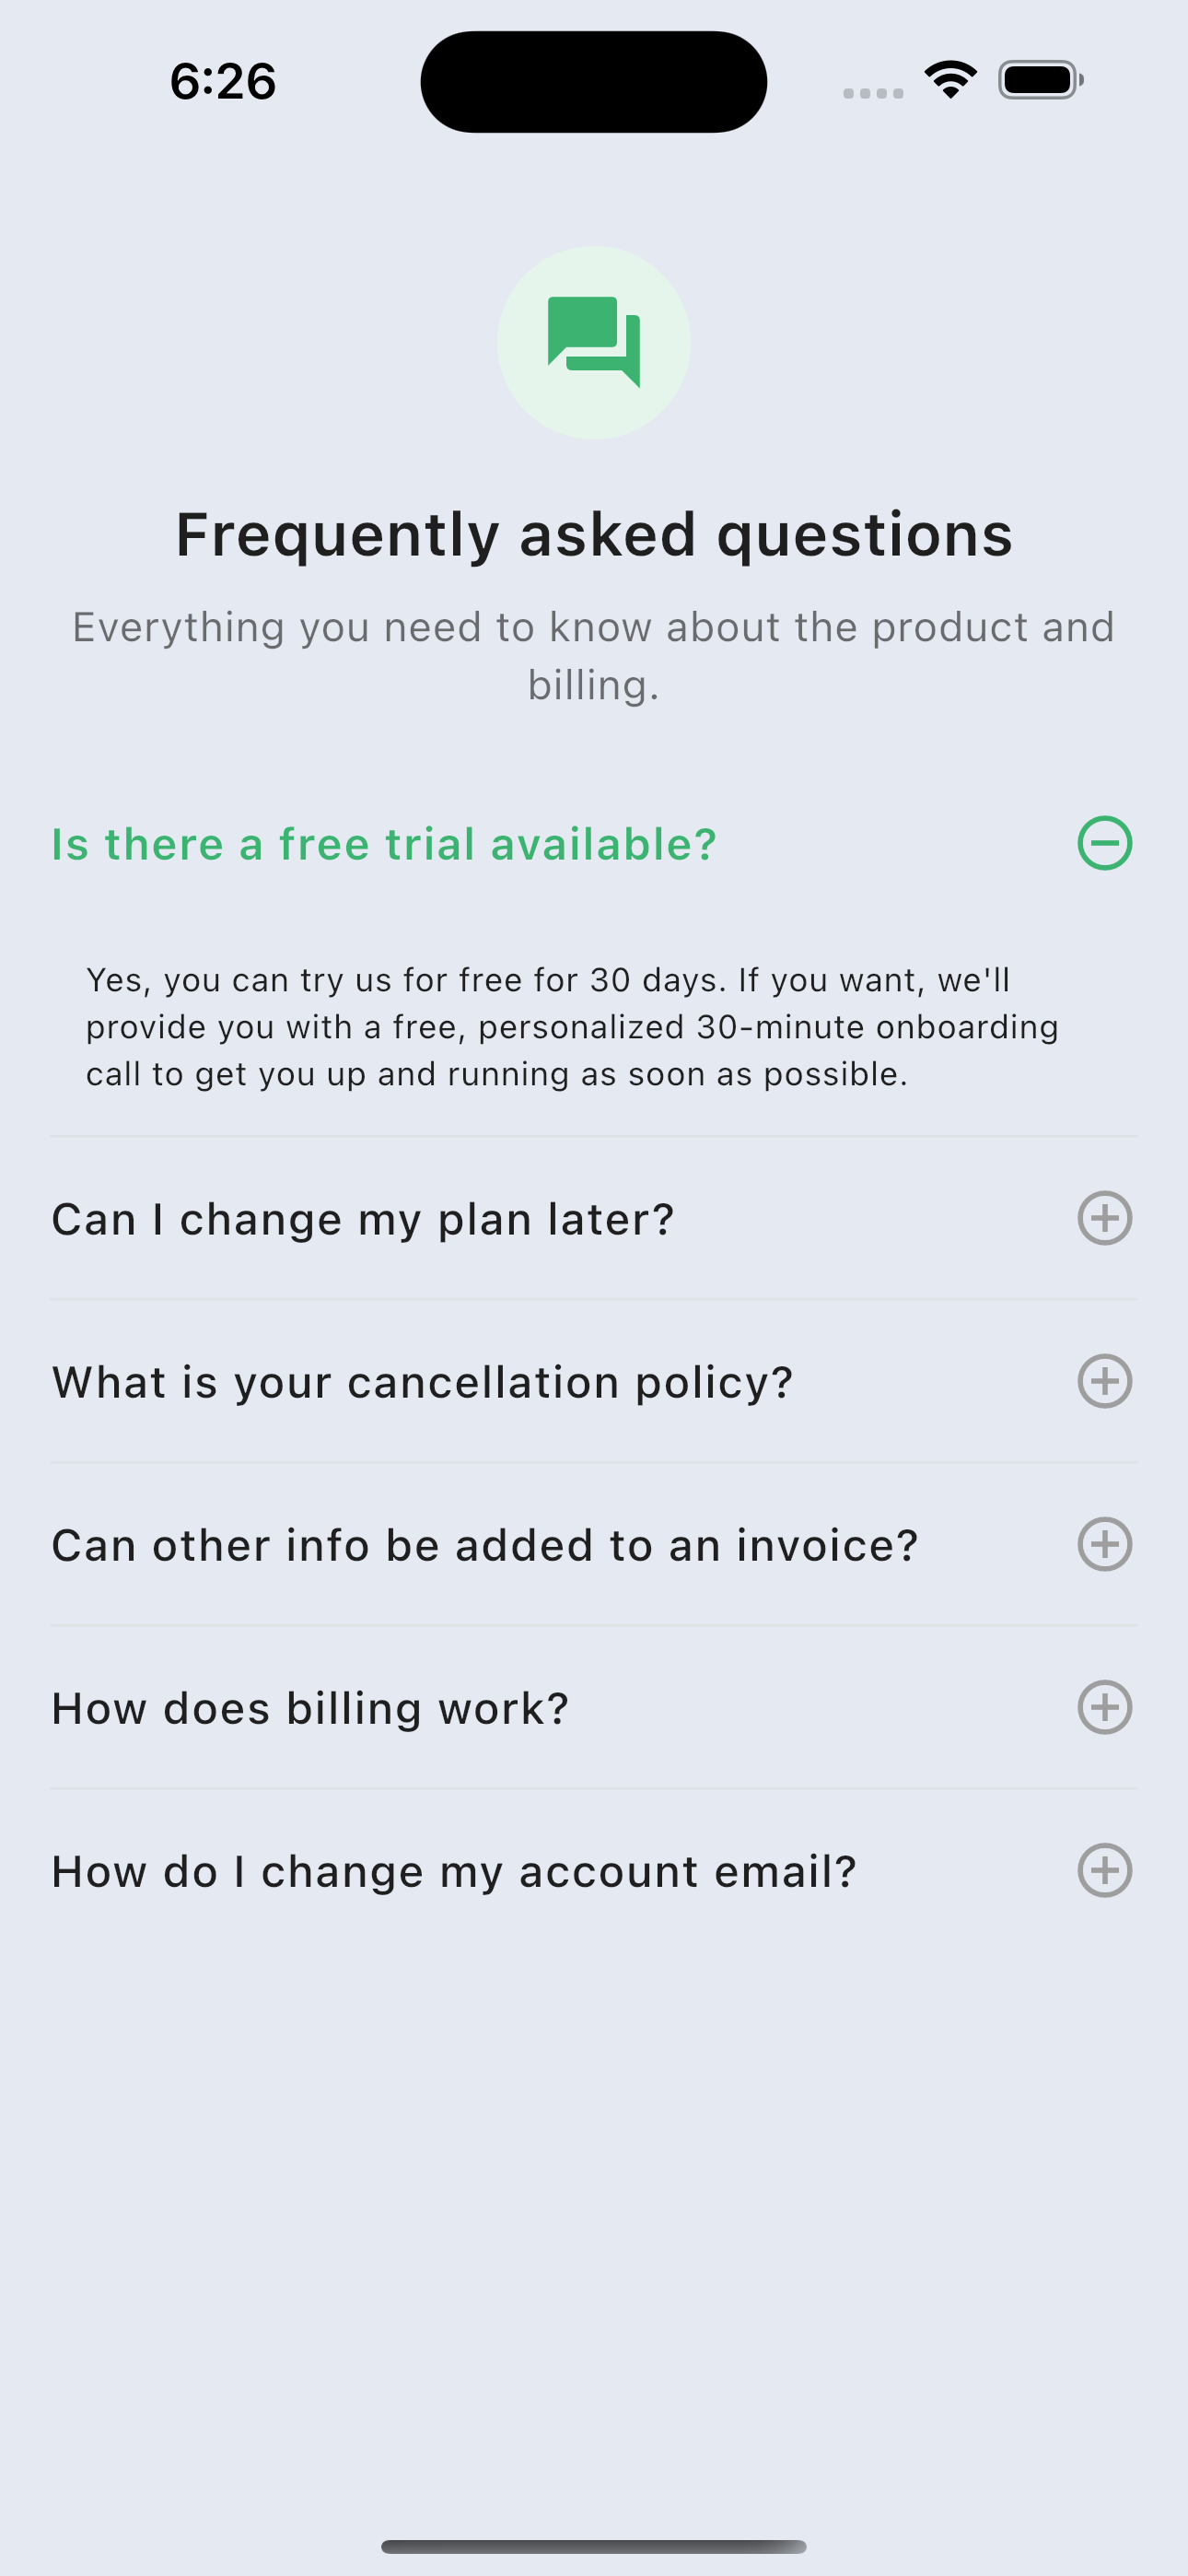 6:26
Frequently asked questions
Everything you need to know about the product and
billing.
Is there a free trial available?
Yes, you can try us for free for 30 days. If you want, we'll
provide you with a free, personalized 30-minute onboarding
call to get you up and running as soon as possible.
Can I change my plan later?
What is your cancellation policy?
Can other info be added to an invoice?
How does billing work?
How do I change my account email?